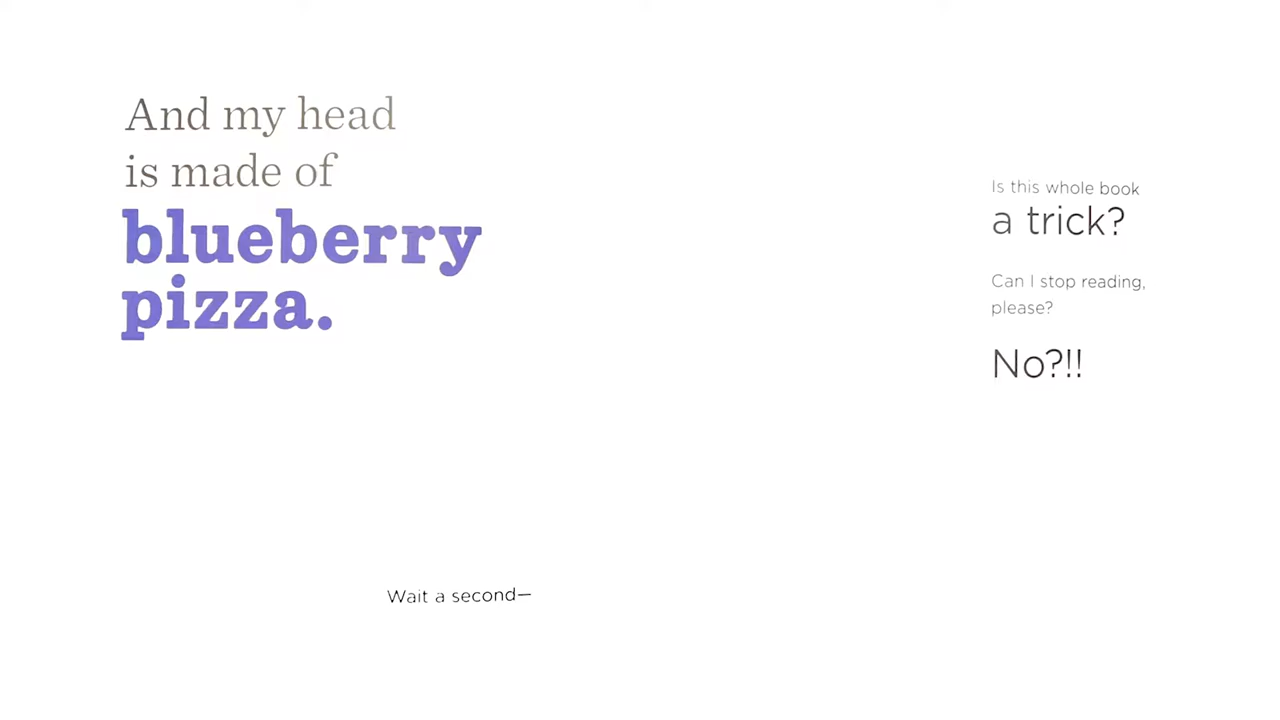 And my head
is made of
blueberry
pizza.
Wait a second—
Is this whole book
a trick?
Can I stop reading,
please?
No?!!